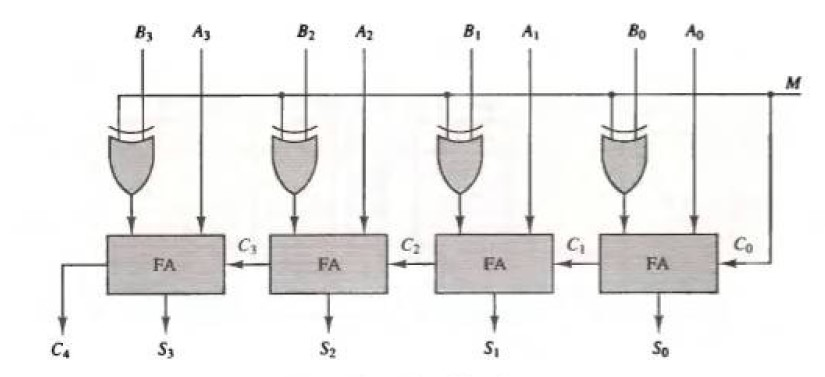 B3 A3 B2 A2 B1 A1 B0 A0
M
C3 C2 C1 C0
FA FA FA FA
C4 S3 S2 S1 S0